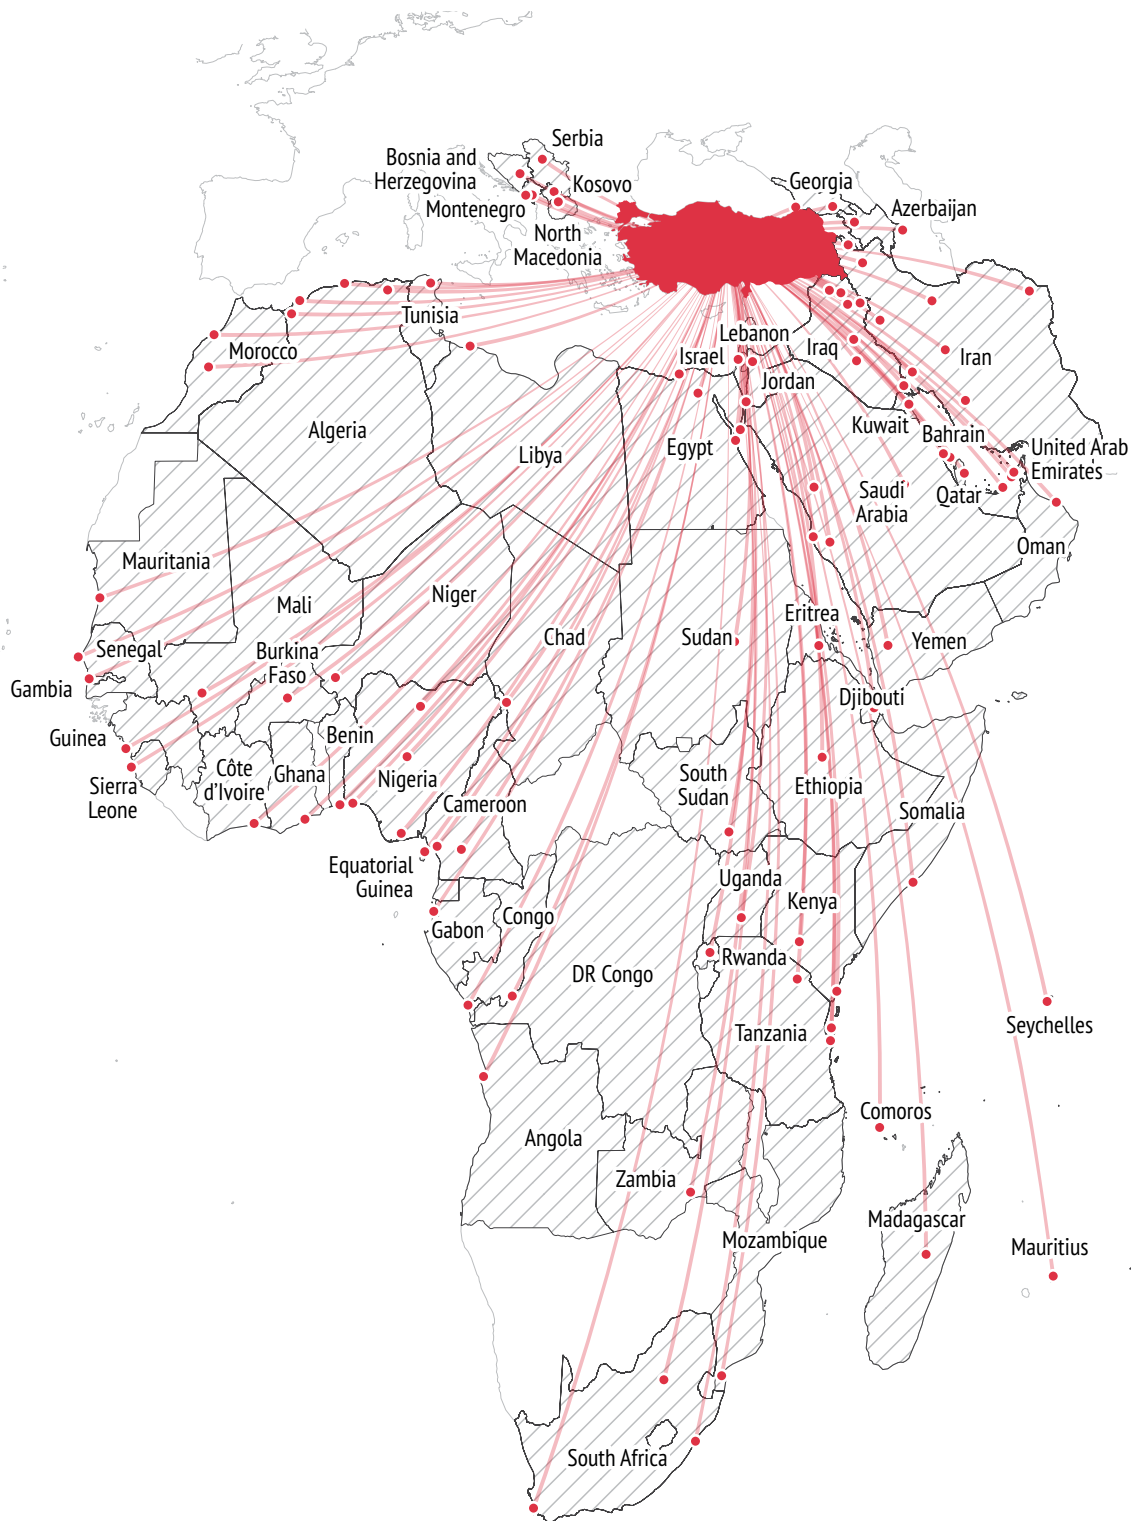 Serbia
Bosnia and
Herzegovina
Kosovo
Montenegro
North
Macedonia
Georgia
Azerbaijan
Tunisia
Morocco
Lebanon
Israel
Iraq
Iran
Jordan
Algeria
Libya
Egypt
Kuwait
Bahrain
United Arab
Emirates
Qatar
Saudi
Arabia
Oman
Mauritania
Mali
Niger
Chad
Sudan
Eritrea
Yemen
Senegal
Burkina
Faso
Gambia
Djibouti
Guinea
Benin
Sierra
Leone
Côte
d'Ivoire
Ghana
Nigeria
Cameroon
South
Sudan
Ethiopia
Somalia
Equatorial
Guinea
Uganda
Kenya
Gabon
Congo
DR Congo
Rwanda
Tanzania
Seychelles
Comoros
Angola
Zambia
Mozambique
Madagascar
Mauritius
South Africa